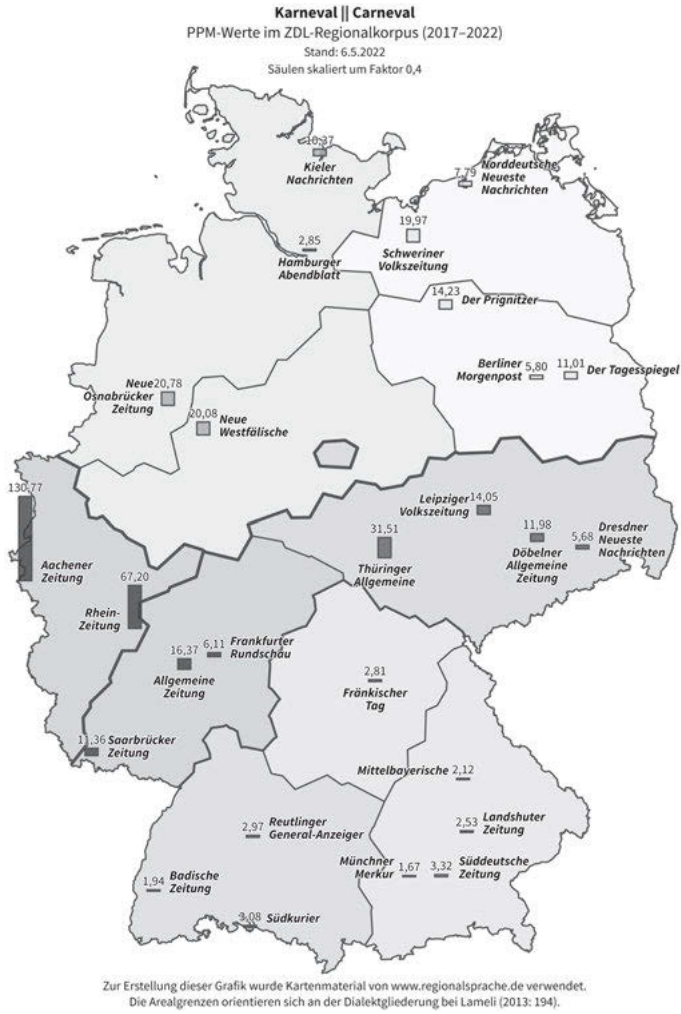 Karneval || Carneval
PPM-Werte im ZDL-Regionalkorpus (2017–2022)
Stand: 6.5.2022
Säulen skaliert um Faktor 0,4
10,37
Kieler
Nachrichten
7,79
Norddeutsche
Neueste
Nachrichten
2,85
Hamburger
Abendblatt
19,97
Schweriner
Volkszeitung
14,23
Der Prignitzer
Berliner
Morgenpost
5,80
11,01
Der Tagesspiegel
Neue
Osnabrücker
Zeitung
20,78
20,08
Neue
Westfälische
130,77
Aachener
Zeitung
67,20
Rhein-
Zeitung
Leipziger
Volkszeitung
14,05
31,51
Thüringer
Allgemeine
11,98
Döbelner
Allgemeine
Zeitung
5,68
Dresdner
Neueste
Nachrichten
16,37
Allgemeine
Zeitung
6,11
Frankfurter
Rundschau
2,81
Fränkischer
Tag
11,36
Saarbrücker
Zeitung
Mittelbayerische
2,12
2,97
Reutlinger
General-Anzeiger
2,53
Landshuter
Zeitung
Münchner
Merkur
1,67
3,32
Süddeutsche
Zeitung
1,94
Badische
Zeitung
3,08
Südkurier
Zur Erstellung dieser Grafik wurde Kartenmaterial von www.regionalsprache.de verwendet.
Die Arealgrenzen orientieren sich an der Dialektgliederung bei Lameli (2013: 194).